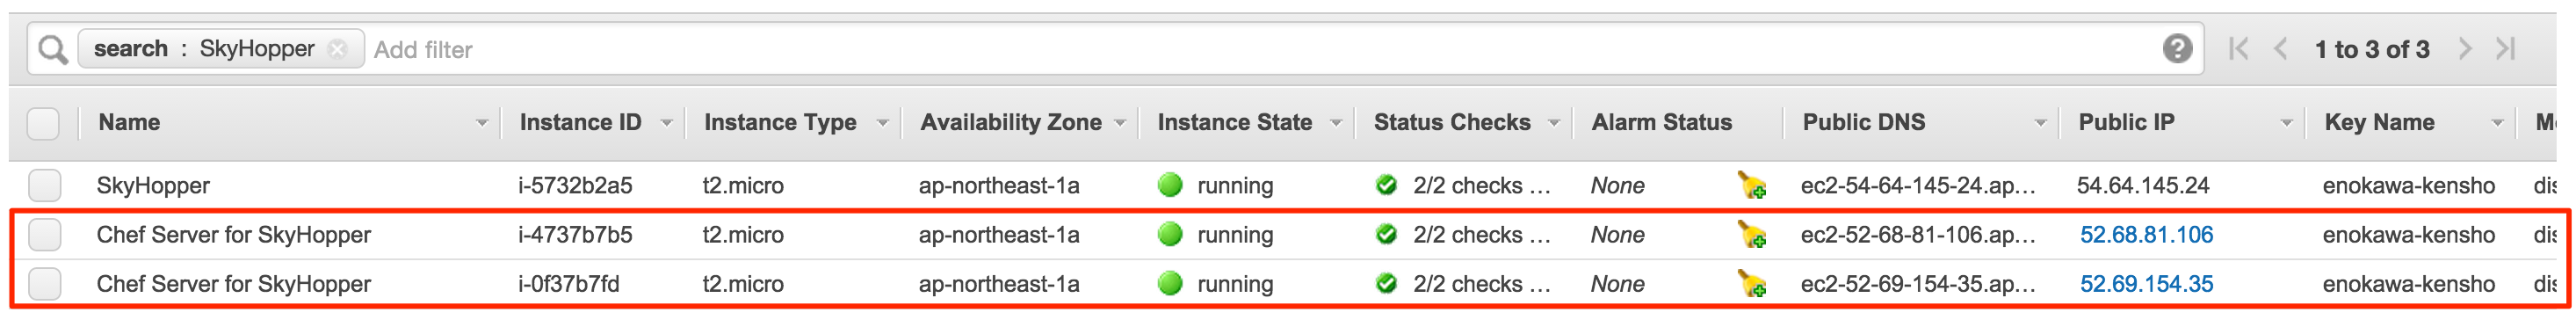 search : SkyHopper Add filter 1 to 3 of 3
Name Instance ID Instance Type Availability Zone Instance State Status Checks Alarm Status Public DNS Public IP Key Name
SkyHopper i-5732b2a5 t2.micro ap-northeast-1a running 2/2 checks ... None ec2-54-64-145-24.ap... 54.64.145.24 enokawa-kensho
Chef Server for SkyHopper i-4737b7b5 t2.micro ap-northeast-1a running 2/2 checks ... None ec2-52-68-81-106.ap... 52.68.81.106 enokawa-kensho
Chef Server for SkyHopper i-0f37b7fd t2.micro ap-northeast-1a running 2/2 checks ... None ec2-52-69-154-35.ap... 52.69.154.35 enokawa-kensho